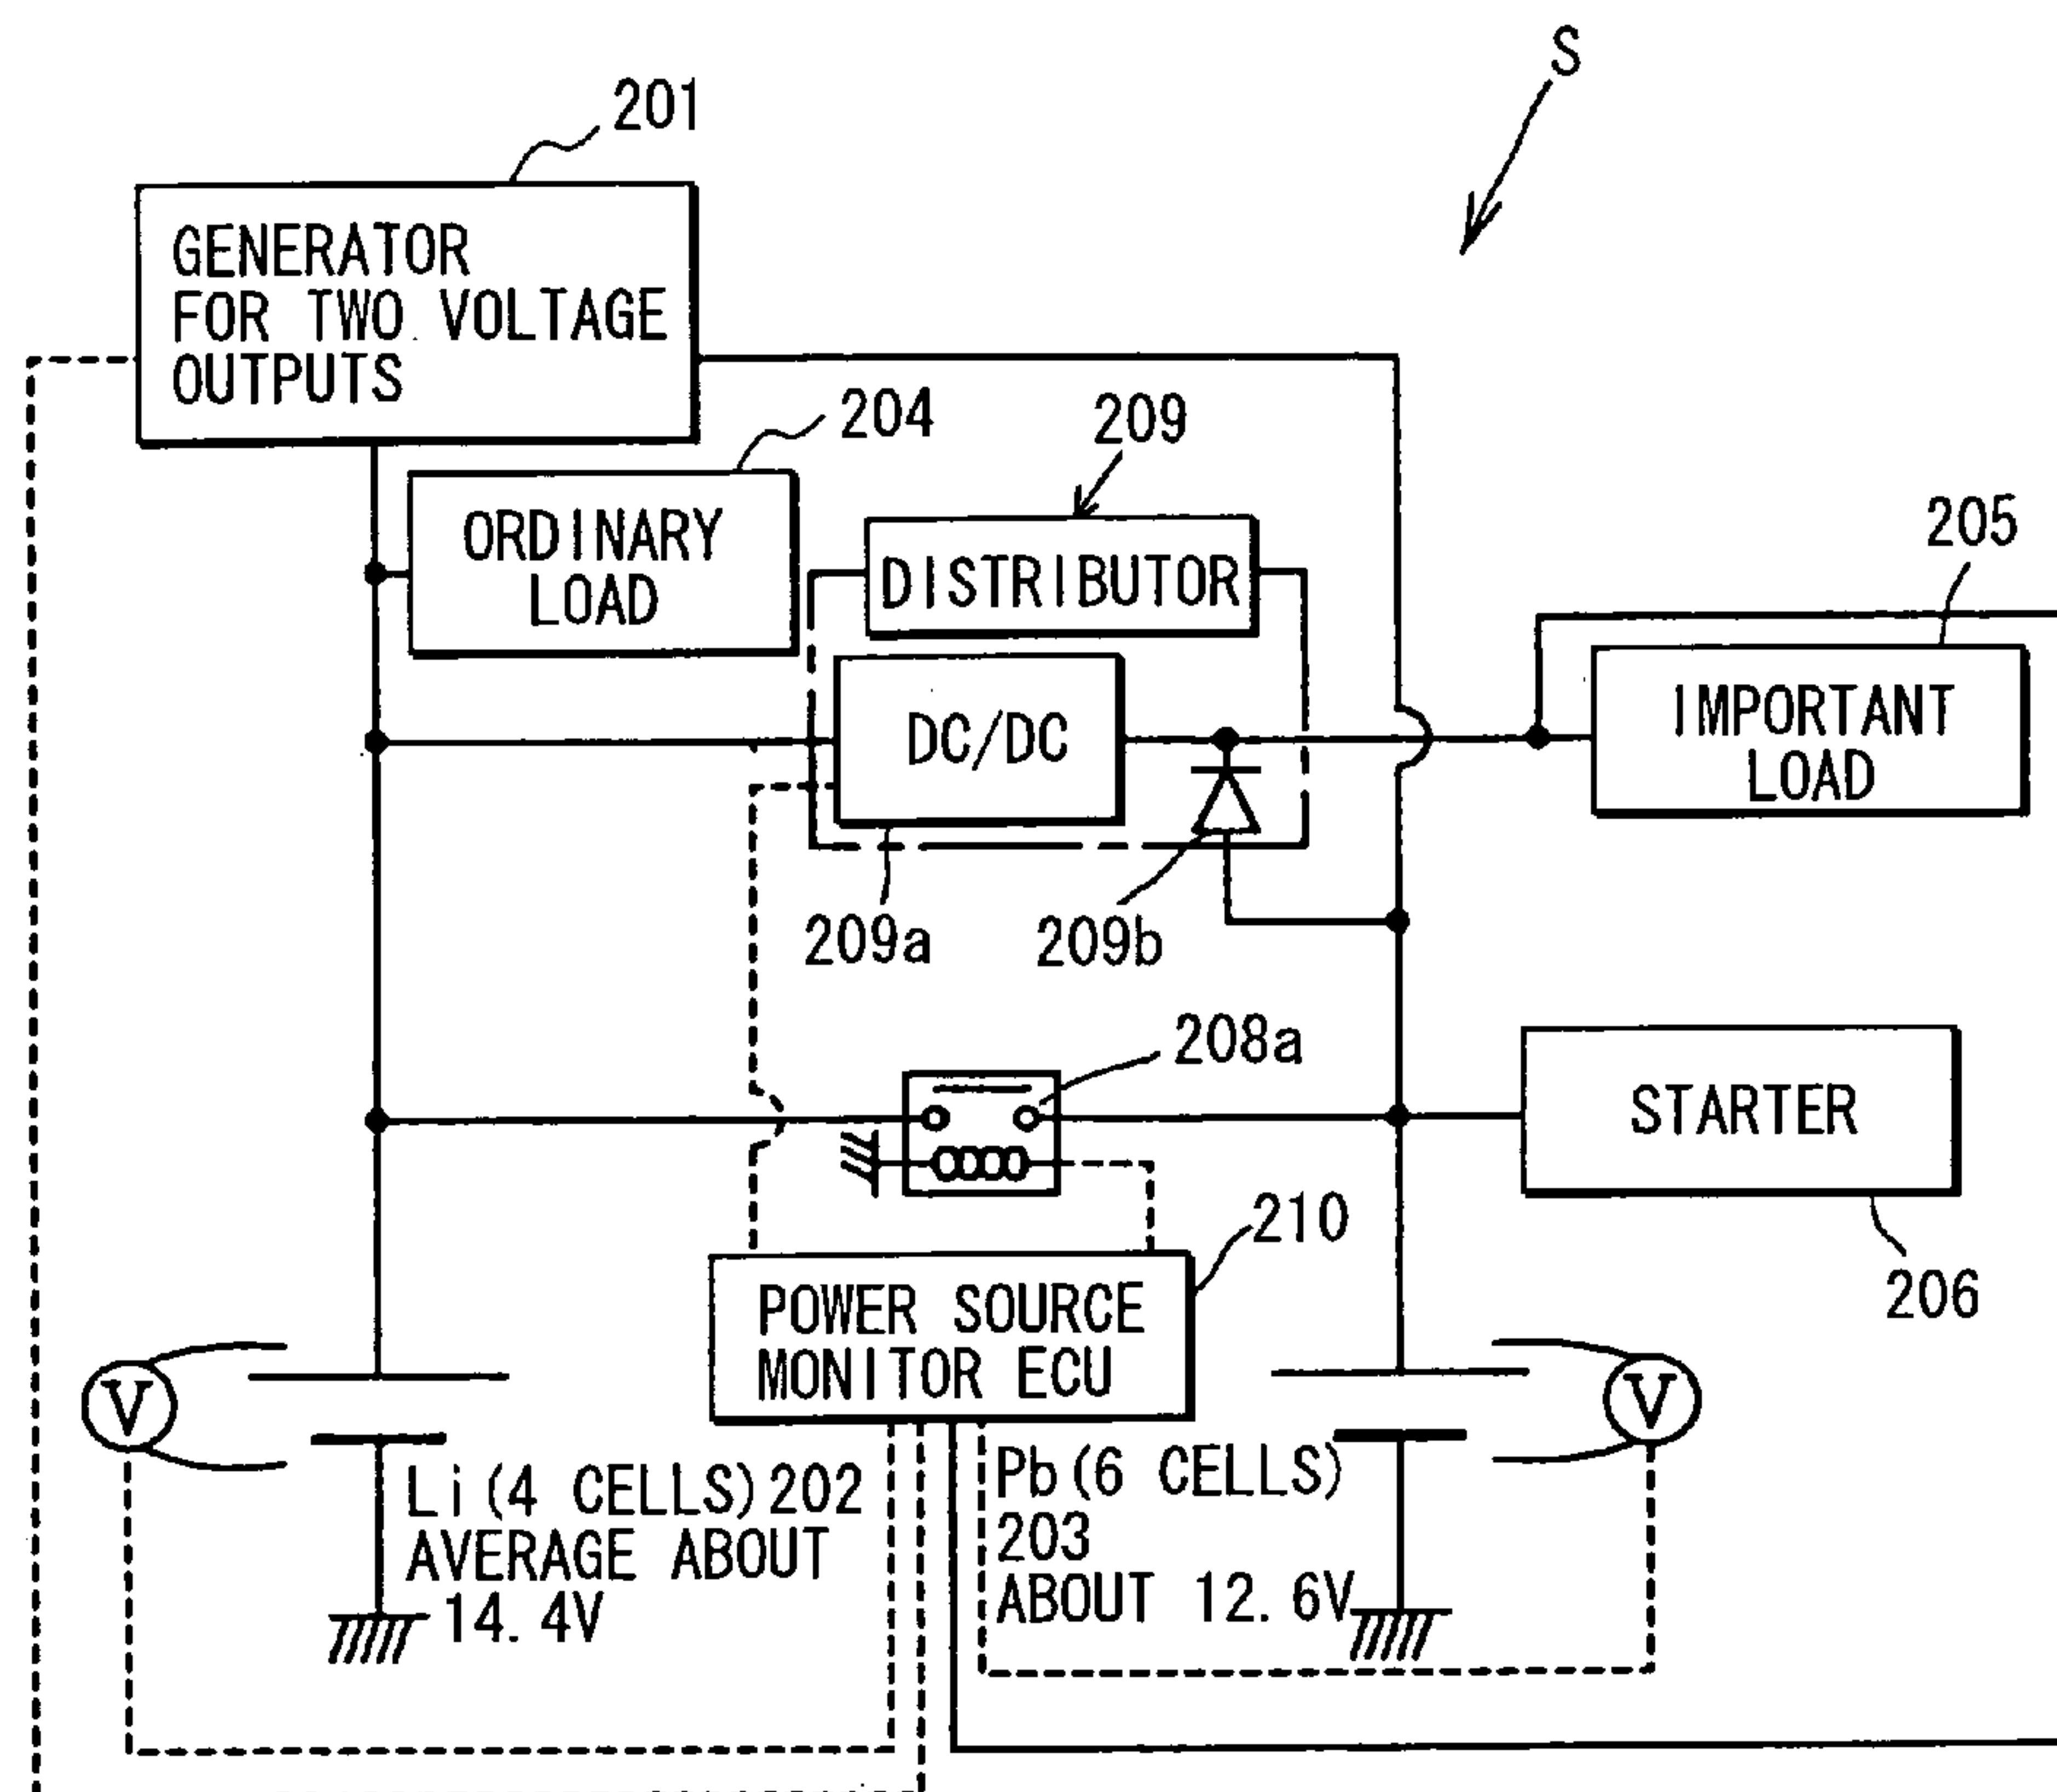 S
201
GENERATOR
FOR TWO VOLTAGE
OUTPUTS
204
209
ORDINARY
LOAD
DISTRIBUTOR
205
DC/DC
IMPORTANT
LOAD
209a
209b
208a
STARTER
210
206
POWER SOURCE
MONITOR ECU
V
V
Li (4 CELLS) 202
AVERAGE ABOUT
14.4V
Pb (6 CELLS)
203
ABOUT 12.6V